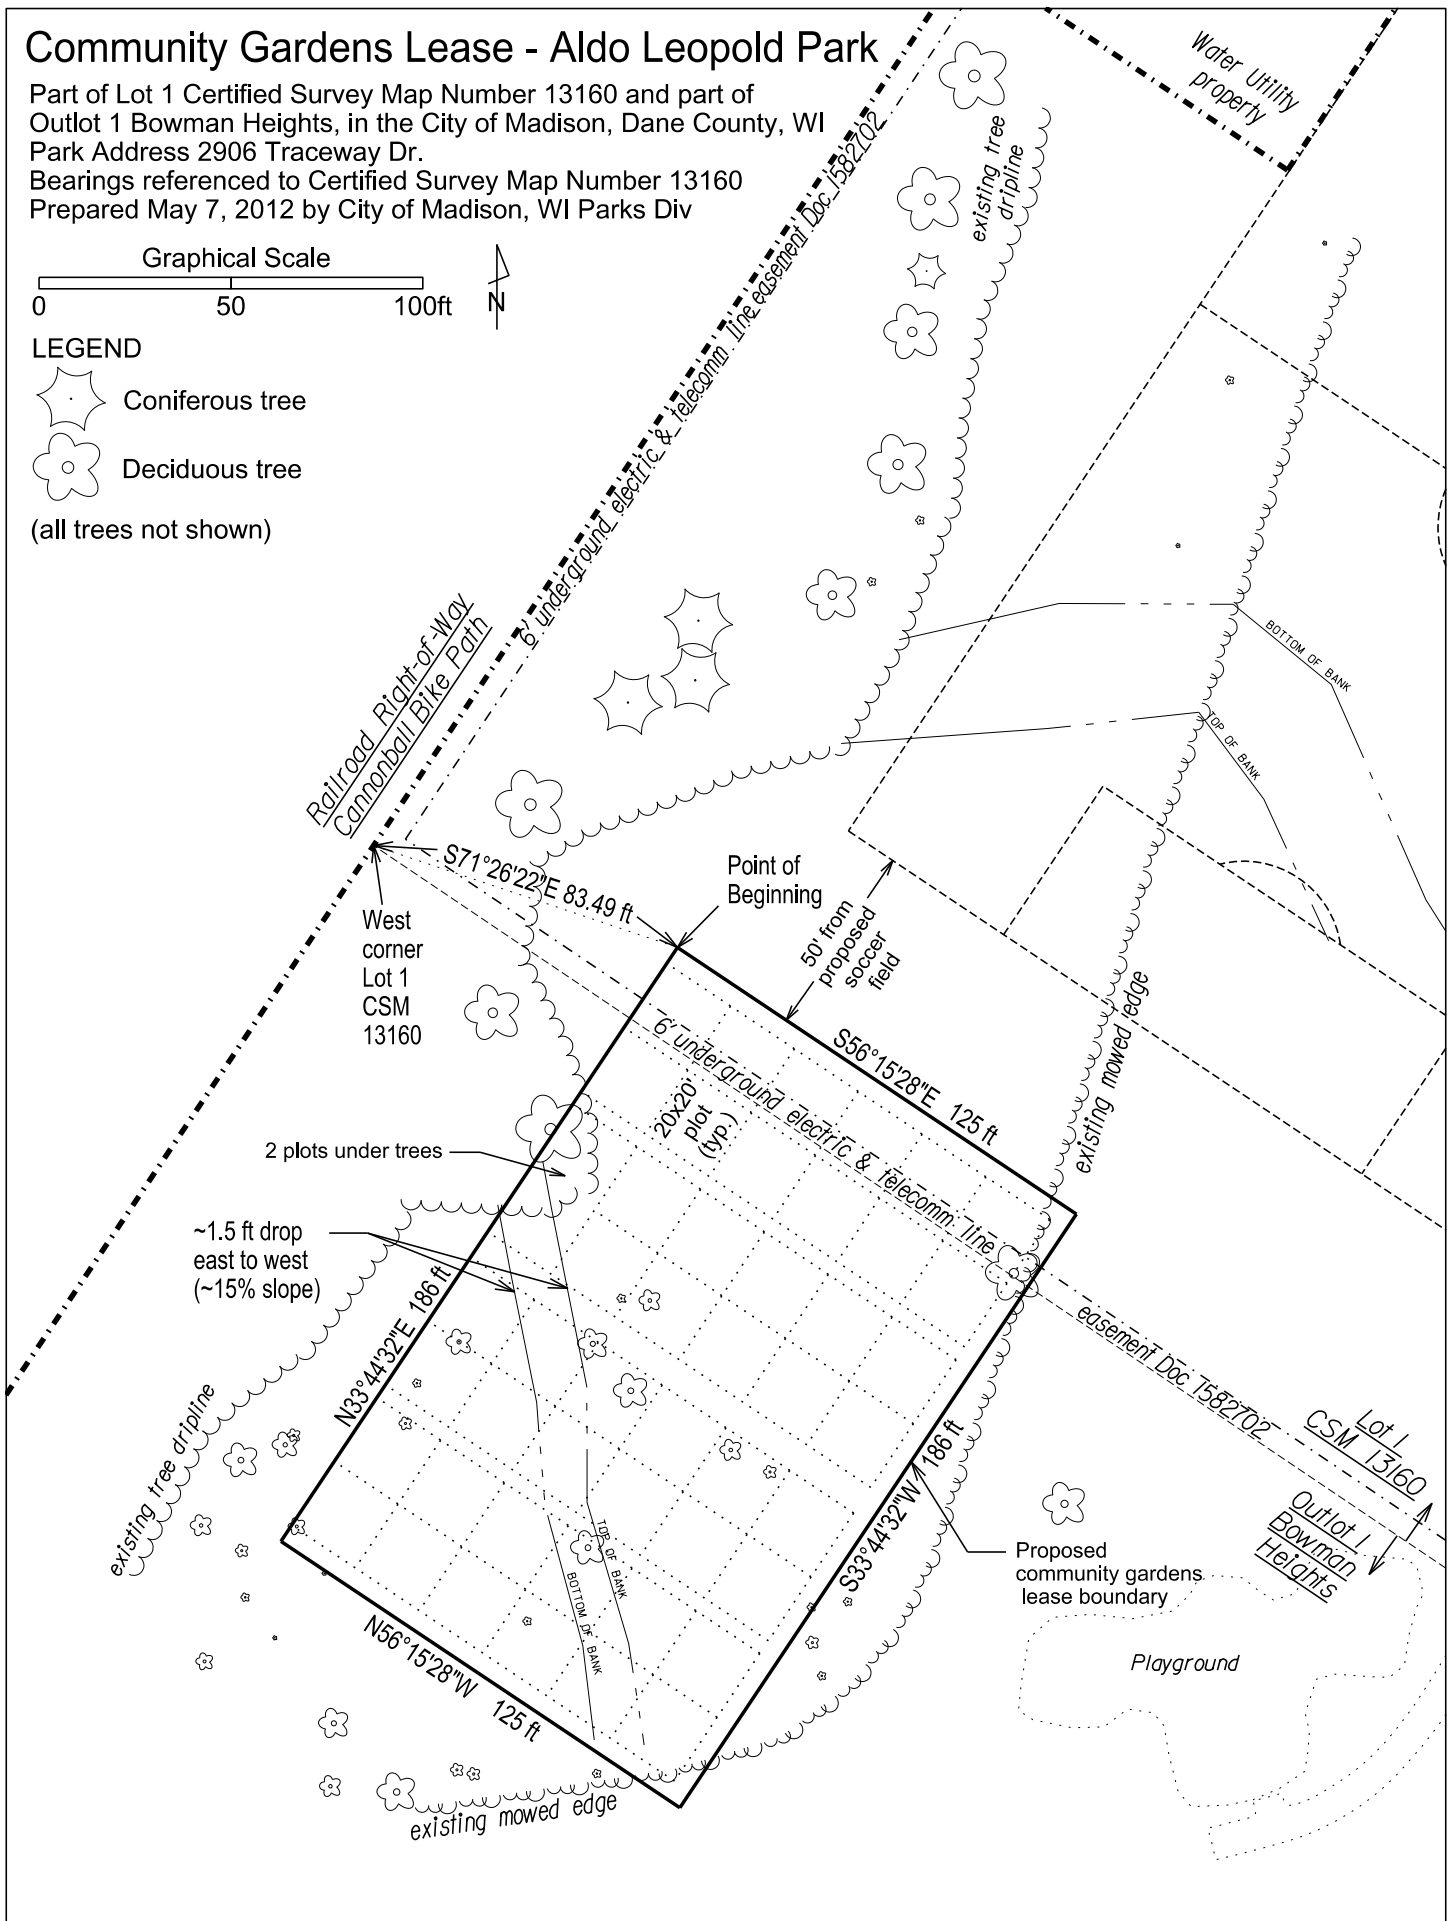 Community Gardens Lease - Aldo Leopold Park
Part of Lot 1 Certified Survey Map Number 13160 and part of
Outlot 1 Bowman Heights, in the City of Madison, Dane County, WI
Park Address 2906 Traceway Dr.
Bearings referenced to Certified Survey Map Number 13160
Prepared May 7, 2012 by City of Madison, WI Parks Div
Graphical Scale
0 50 100ft
N
LEGEND
Coniferous tree
Deciduous tree
(all trees not shown)
Water Utility
property
existing tree
dripline
6' underground electric & telecomm line easement Doc 1582702
Railroad Right-of-Way
Cannonball Bike Path
BOTTOM OF BANK
TOP OF BANK
S71°26'22"E 83.49 ft
Point of
Beginning
West
corner
Lot 1
CSM
13160
50' from
proposed
soccer
field
existing mowed edge
S56°15'28"E 125 ft
6' underground electric & telecomm line
easement Doc 1582702
20x20'
plot
(typ.)
2 plots under trees
~1.5 ft drop
east to west
(~15% slope)
N33°44'32"E 186 ft
existing tree dripline
Lot 1
CSM 13160
Outlot 1
Bowman
Heights
S33°44'32"W 186 ft
Proposed
community gardens
lease boundary
TOP OF BANK
BOTTOM OF BANK
N56°15'28"W 125 ft
Playground
existing mowed edge